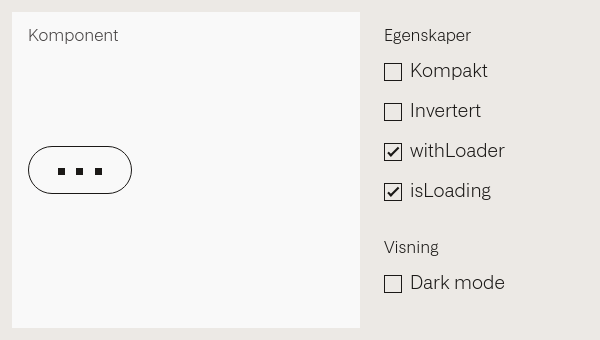 Komponent
Egenskaper
Kompakt
Invertert
withLoader
isLoading
Visning
Dark mode